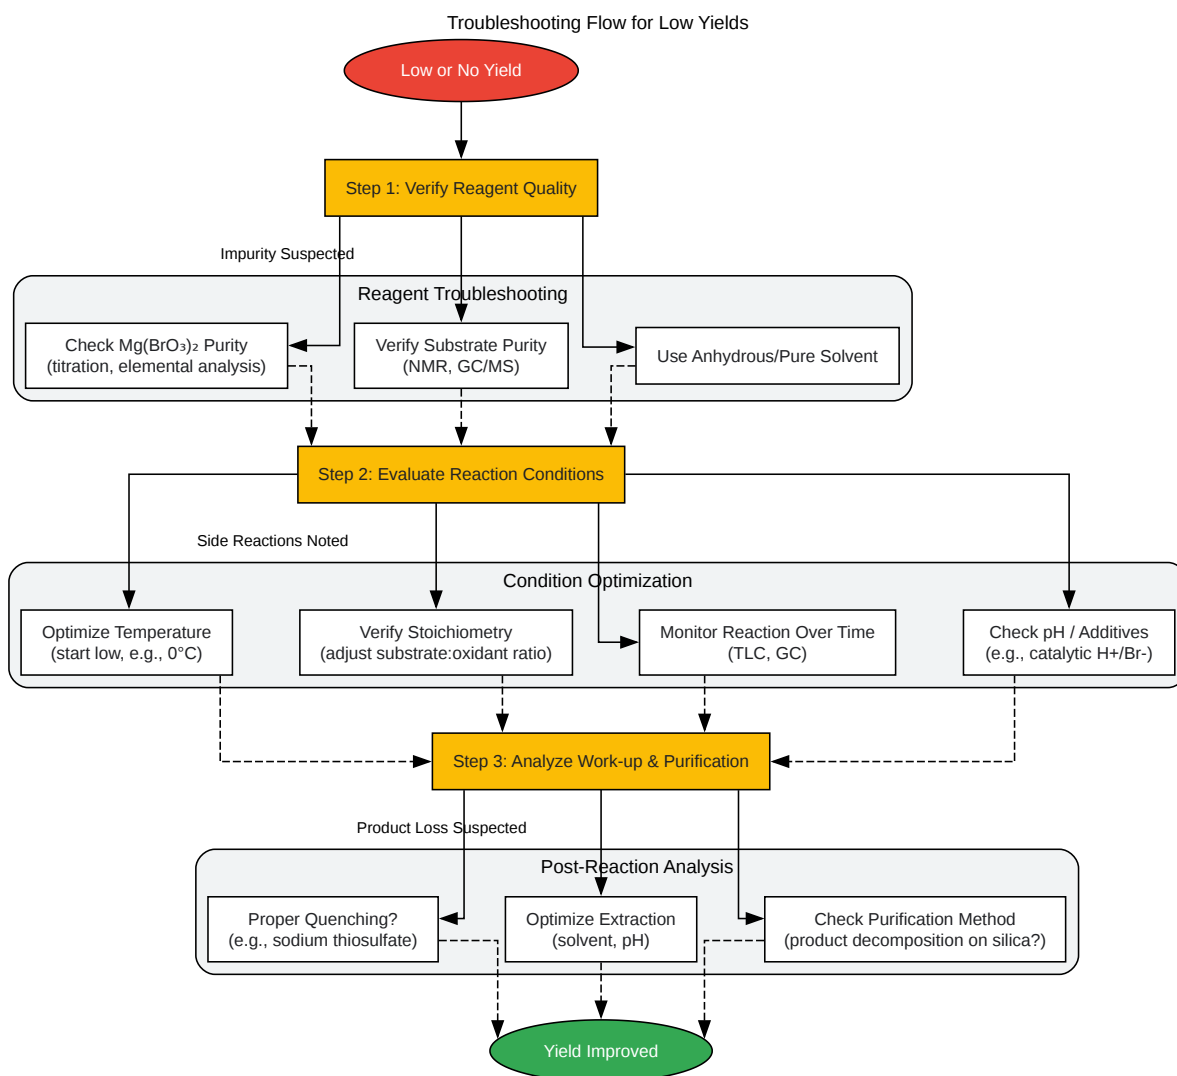 Troubleshooting Flow for Low Yields
Low or No Yield
Step 1: Verify Reagent Quality
Impurity Suspected
Reagent Troubleshooting
Check Mg(BrO₃)₂ Purity
(titration, elemental analysis)
Verify Substrate Purity
(NMR, GC/MS)
Use Anhydrous/Pure Solvent
Step 2: Evaluate Reaction Conditions
Side Reactions Noted
Condition Optimization
Optimize Temperature
(start low, e.g., 0°C)
Verify Stoichiometry
(adjust substrate:oxidant ratio)
Monitor Reaction Over Time
(TLC, GC)
Check pH / Additives
(e.g., catalytic H+/Br-)
Step 3: Analyze Work-up & Purification
Product Loss Suspected
Post-Reaction Analysis
Proper Quenching?
(e.g., sodium thiosulfate)
Optimize Extraction
(solvent, pH)
Check Purification Method
(product decomposition on silica?)
Yield Improved